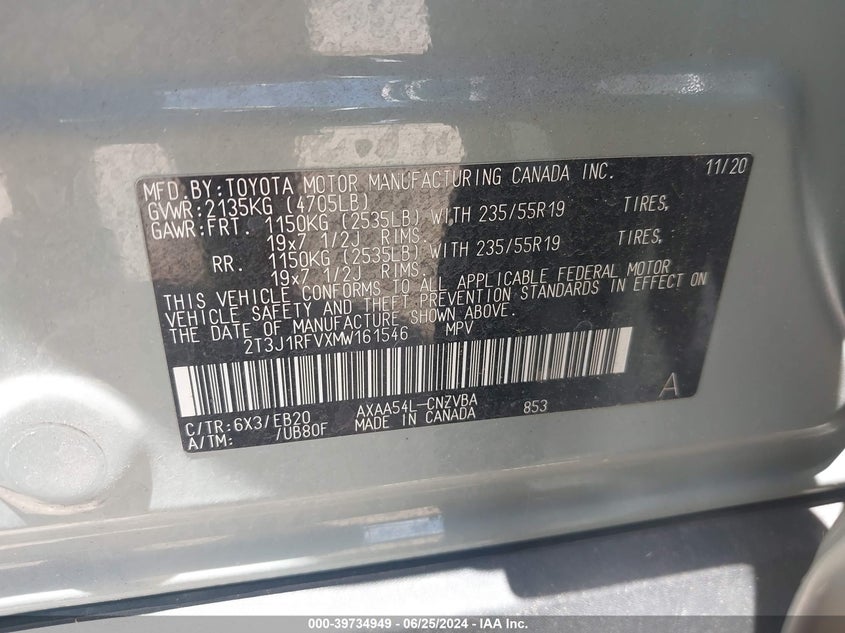 MFD.BY:TOYOTA MOTOR MANUFACTURING CANADA INC. 11/20
GVWR:2135KG (4705LB)
GAWR:FRT. 1150KG (2535LB) WITH 235/55R19 TIRES,
19x7 1/2J RIMS,
RR. 1150KG (2535LB) WITH 235/55R19 TIRES,
19x7 1/2J RIMS.
THIS VEHICLE CONFORMS TO ALL APPLICABLE FEDERAL MOTOR
VEHICLE SAFETY AND THEFT PREVENTION STANDARDS IN EFFECT ON
THE DATE OF MANUFACTURE SHOWN ABOVE.
2T3J1RFVXMW161546 MPV
A
C/TR:6X3/EB20 AXAA54L-CNZVBA 853
A/TM: /UB80F MADE IN CANADA
000-39734949 - 06/25/2024 - IAA Inc.